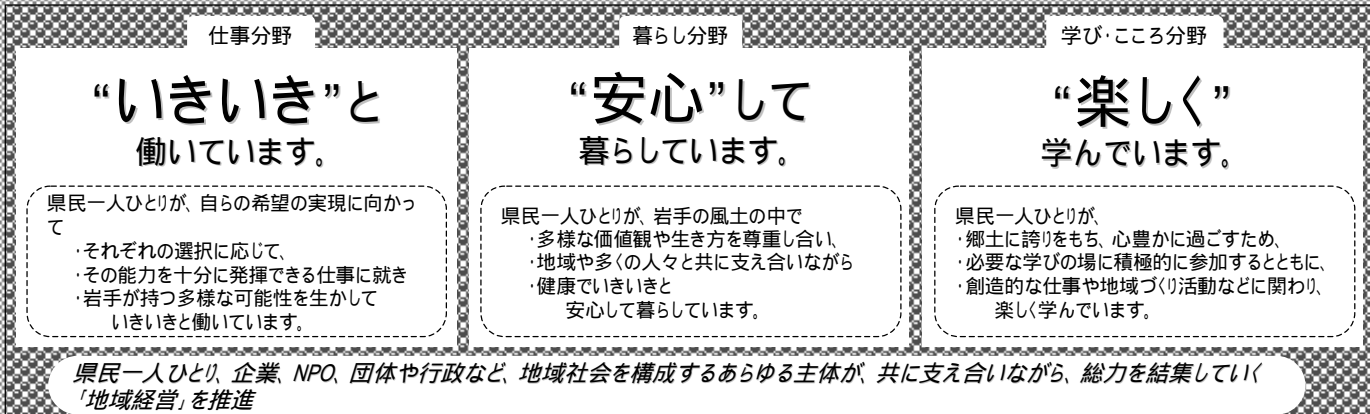 仕事分野
“いきいき”と
働いています。
県民一人ひとりが、自らの希望の実現に向かっ
て
・それぞれの選択に応じて、
・その能力を十分に発揮できる仕事に就き
・岩手が持つ多様な可能性を生かして
いきいきと働いています。
暮らし分野
“安心”して
暮らしています。
県民一人ひとりが、岩手の風土の中で
・多様な価値観や生き方を尊重し合い、
・地域や多くの人々と共に支え合いながら
・健康でいきいきと
安心して暮らしています。
学び・こころ分野
“楽しく”
学んでいます。
県民一人ひとりが、
・郷土に誇りをもち、心豊かに過ごすため、
・必要な学びの場に積極的に参加するとともに、
・創造的な仕事や地域づくり活動などに関わり、
楽しく学んでいます。
県民一人ひとり、企業、NPO、団体や行政など、地域社会を構成するあらゆる主体が、共に支え合いながら、総力を結集していく
「地域経営」を推進